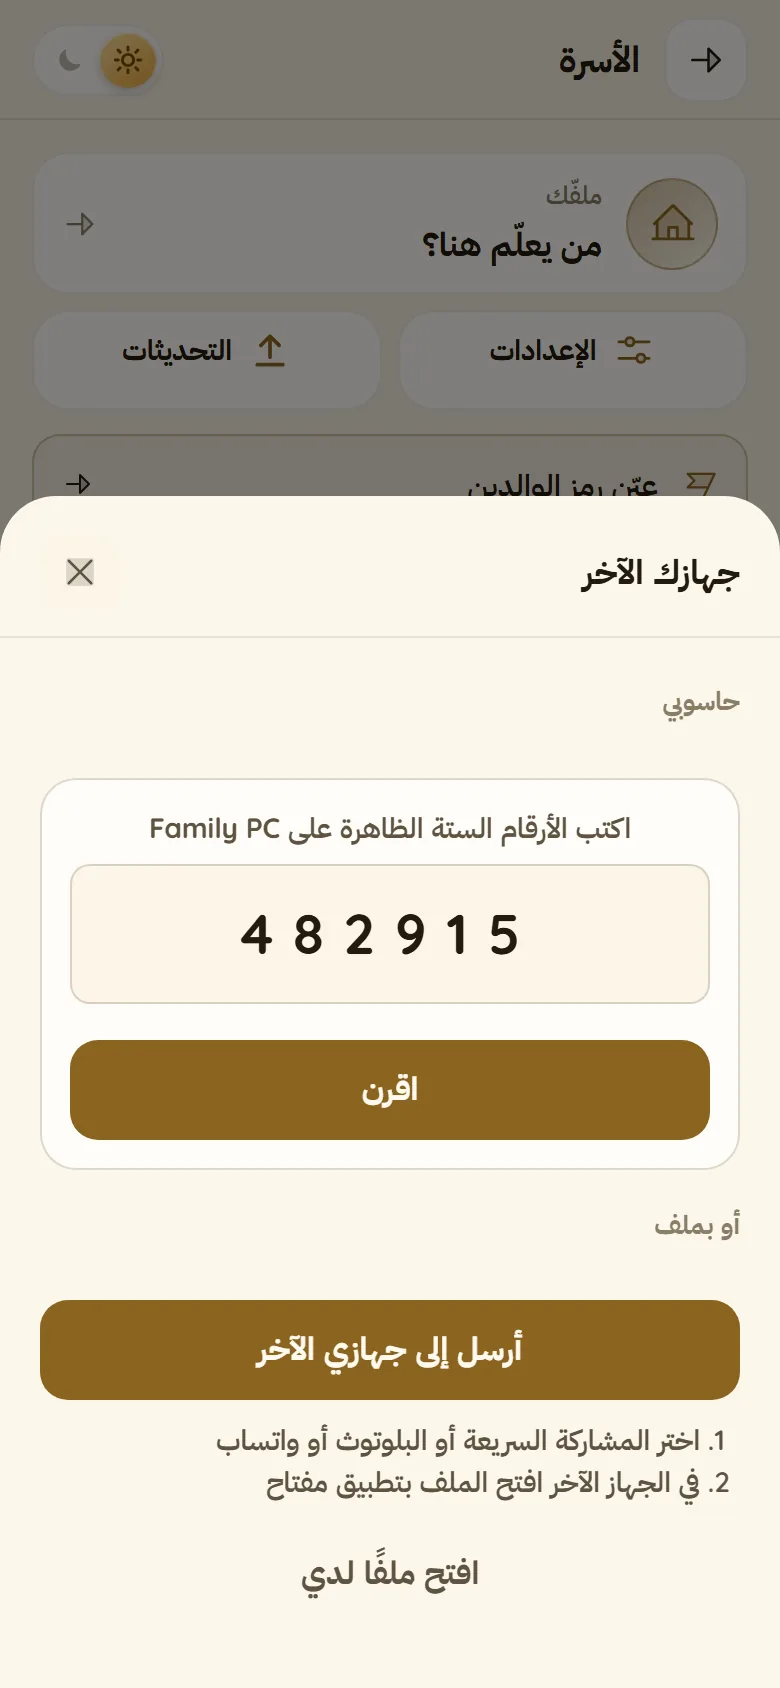 الأسرة
ملفّك
من يعلّم هنا؟
الإعدادات
التحديثات
عيّن رمز الوالدين
جهازك الآخر
حاسوبي
اكتب الأرقام الستة الظاهرة على Family PC
4 8 2 9 1 5
اقرن
أو بملف
أرسل إلى جهازي الآخر
1. اختر المشاركة السريعة أو البلوتوث أو واتساب
2. في الجهاز الآخر افتح الملف بتطبيق مفتاح
افتح ملفًا لدي